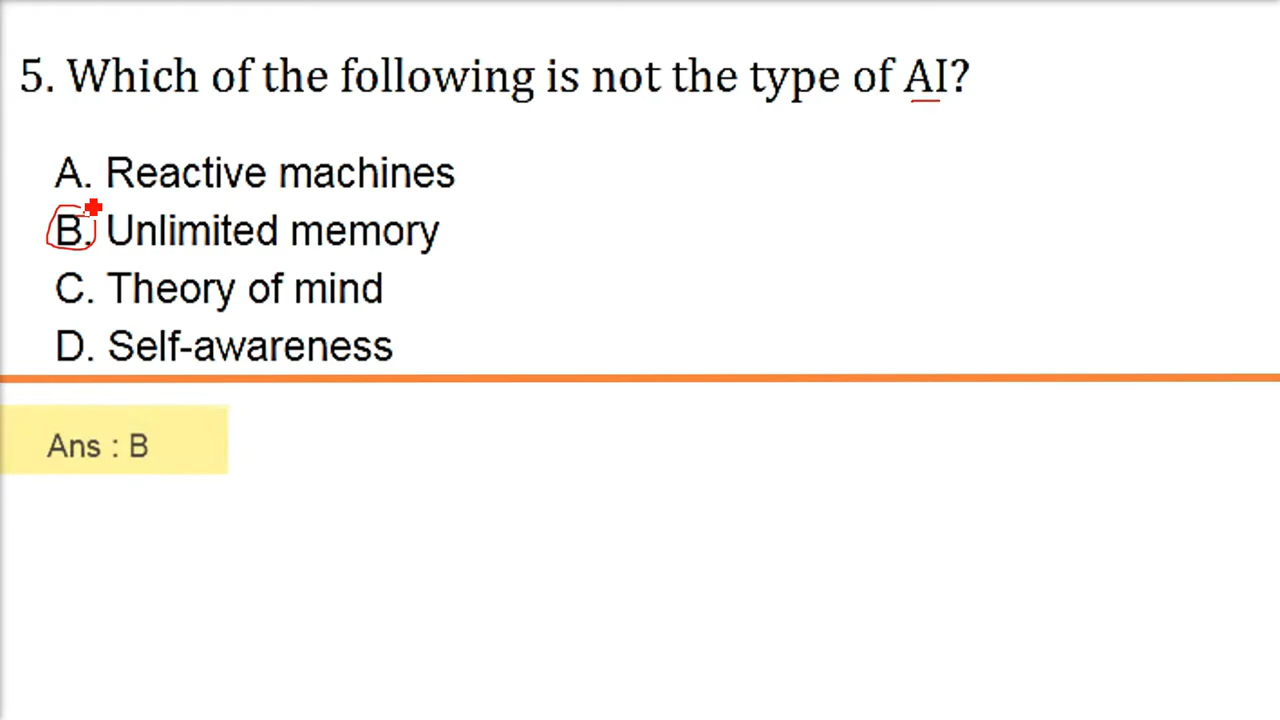 5. Which of the following is not the type of AI?
A. Reactive machines
B. Unlimited memory
C. Theory of mind
D. Self-awareness
Ans : B